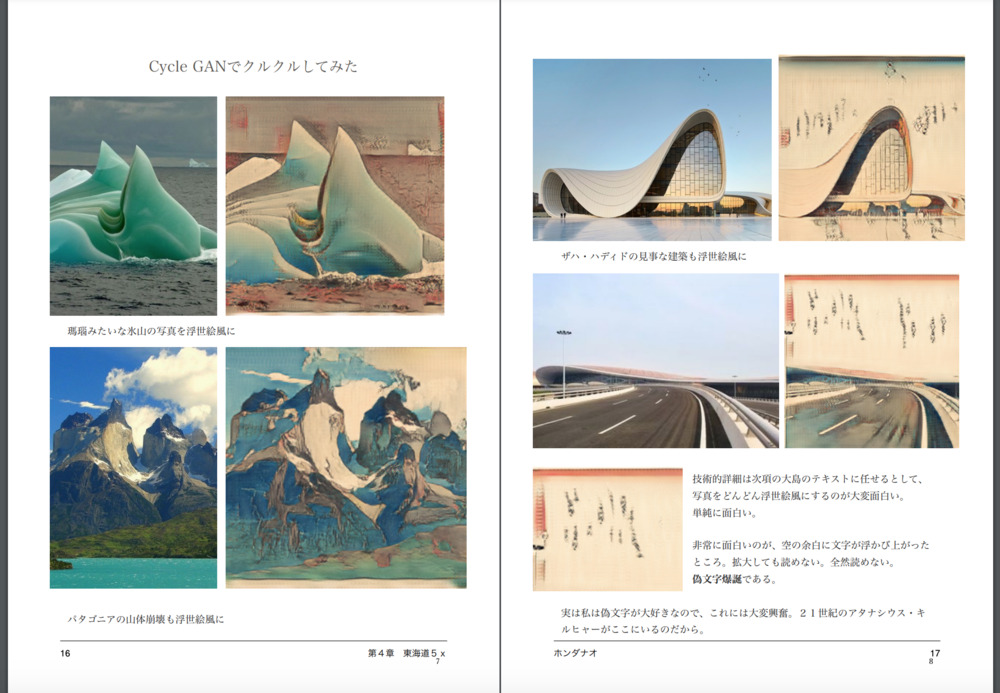 Cycle GANでクルクルしてみた
瑪瑙みたいな氷山の写真を浮世絵風に
パタゴニアの山体崩壊も浮世絵風に
16
第４章　東海道５ｘ
7
ザハ・ハディドの見事な建築も浮世絵風に
技術的詳細は次項の大島のテキストに任せるとして、
写真をどんどん浮世絵風にするのが大変面白い。
単純に面白い。
非常に面白いのが、空の余白に文字が浮かび上がった
ところ。拡大しても読めない。全然読めない。
偽文字爆誕である。
実は私は偽文字が大好きなので、これには大変興奮。２１世紀のアタナシウス・キ
ルヒャーがここにいるのだから。
ホンダナオ
17
8